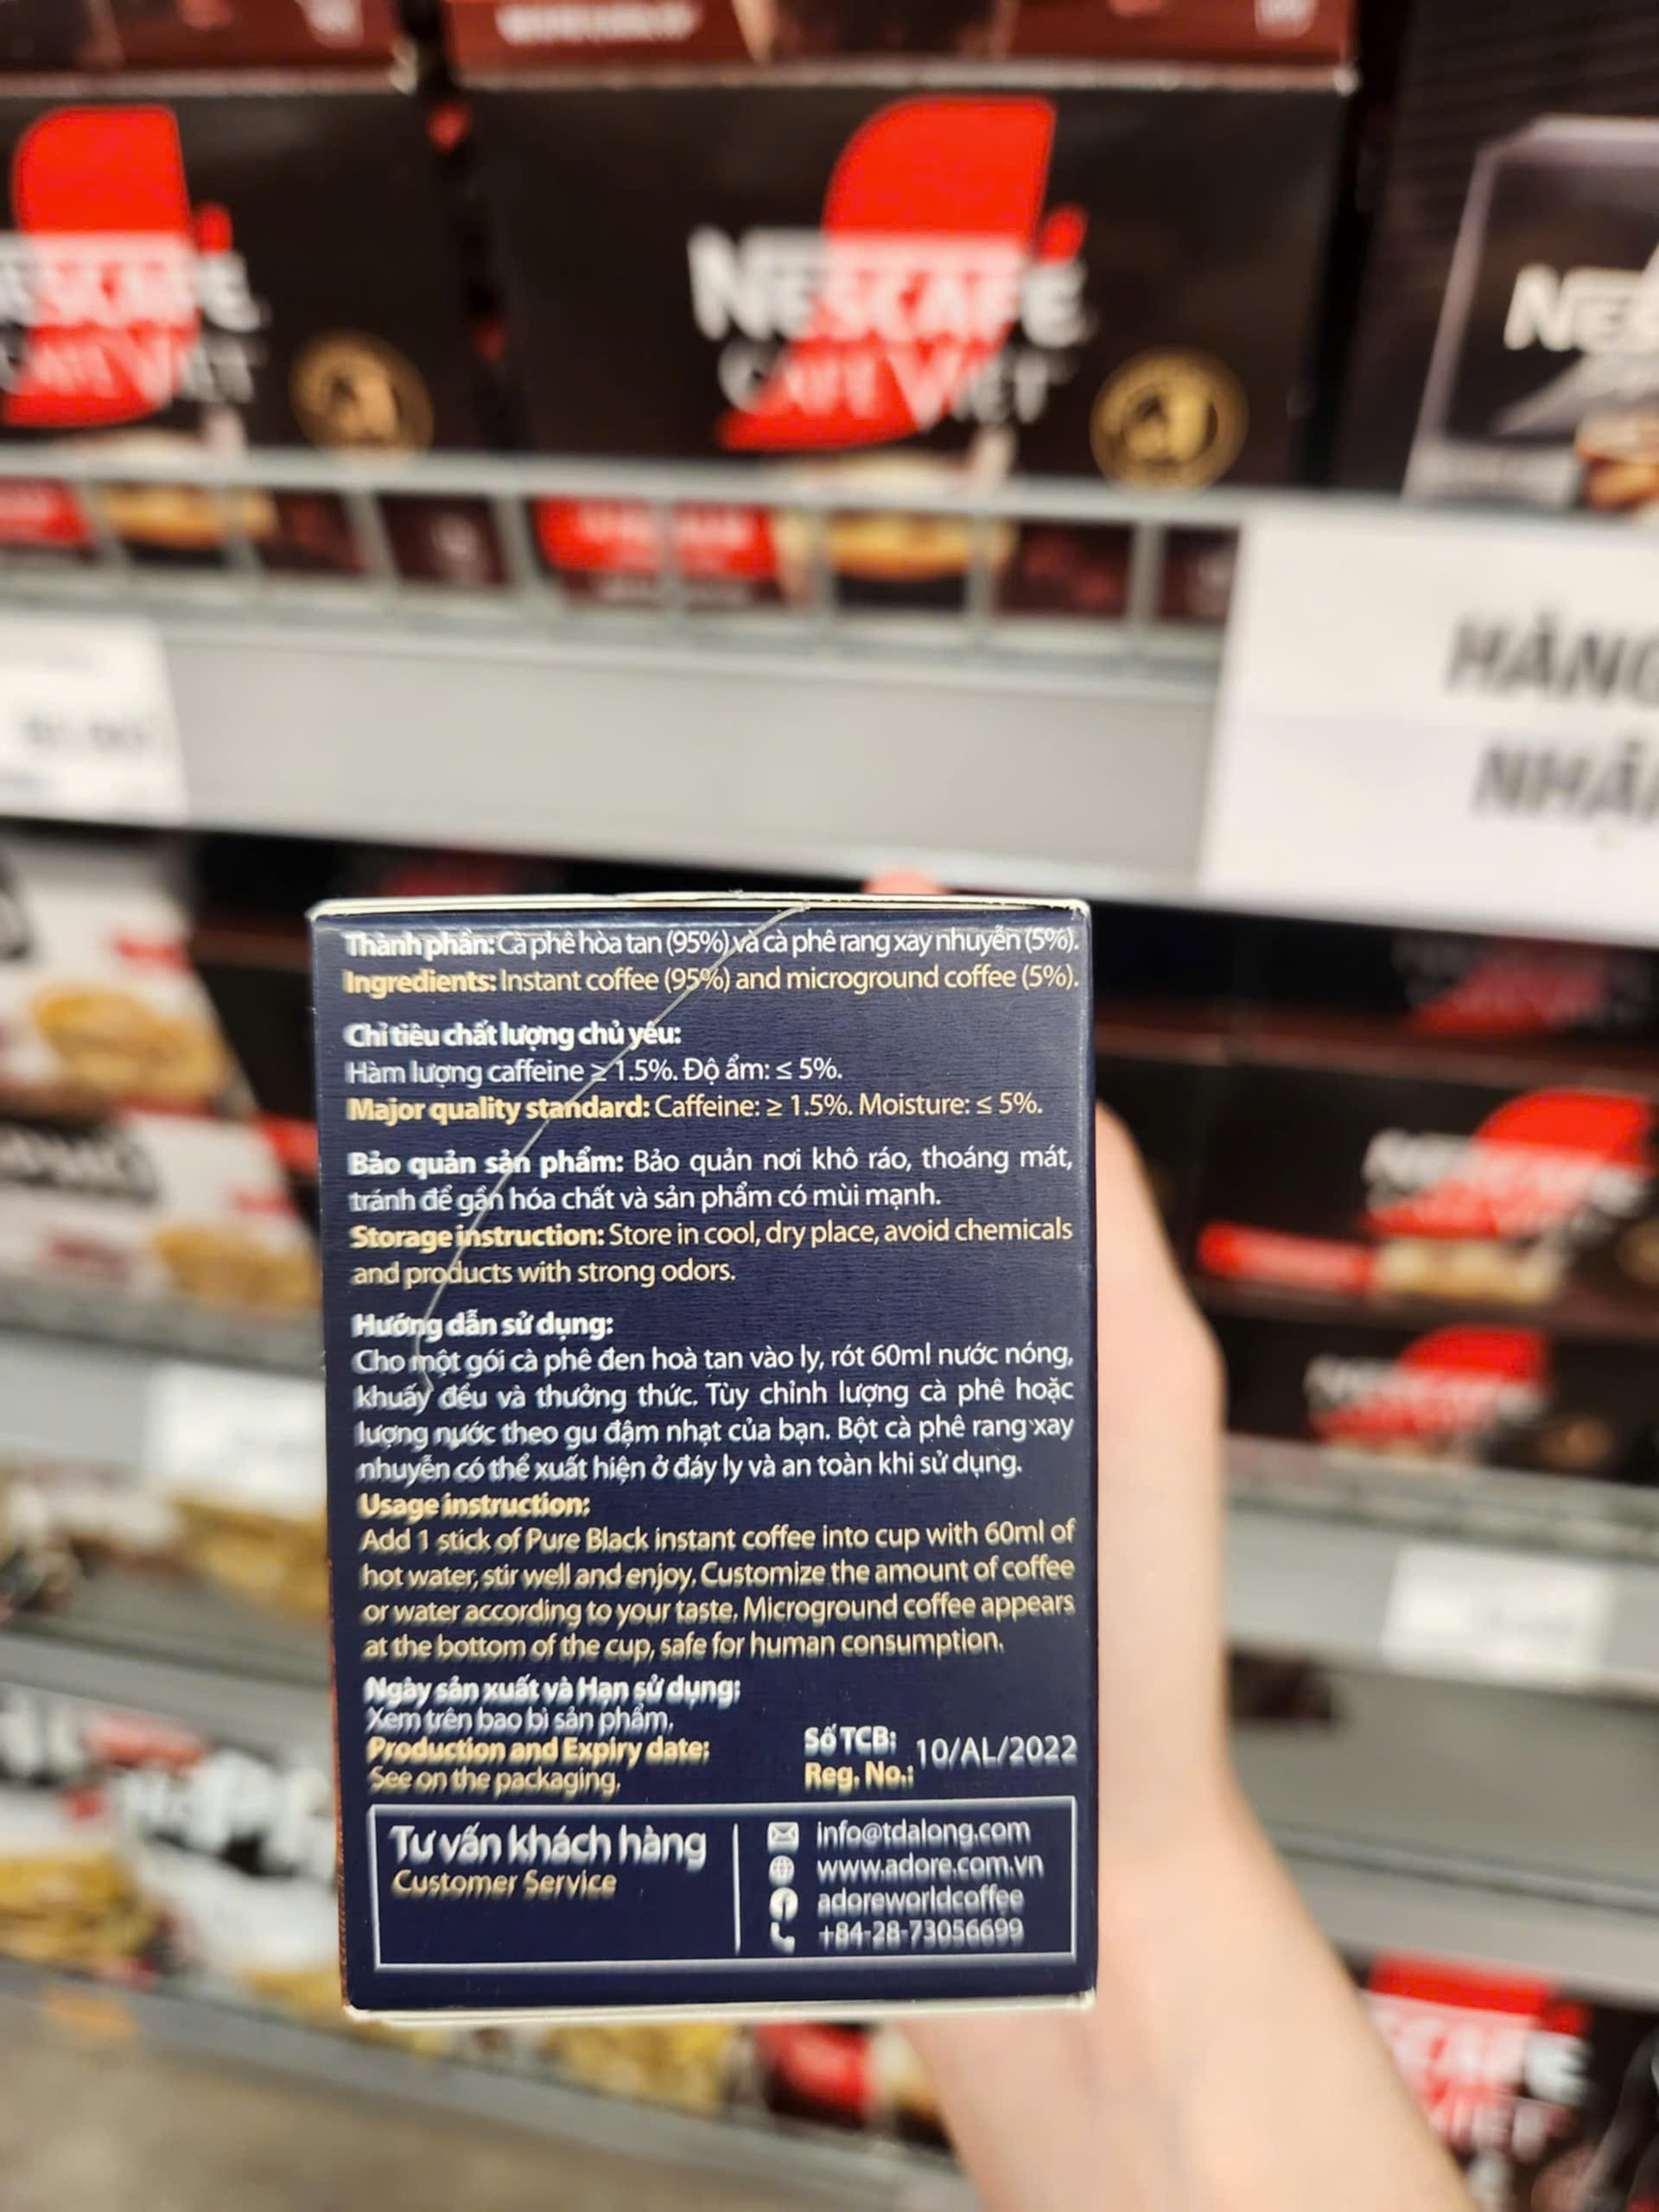 NESCAFÉ
CAFÉ VIỆT
NESCAFÉ
CAFÉ VIỆT
HÀNG
Thành phần: Cà phê hòa tan (95%) và cà phê rang xay nhuyễn (5%).
Ingredients: Instant coffee (95%) and microground coffee (5%).
Chỉ tiêu chất lượng chủ yếu:
Hàm lượng caffeine ≥ 1.5%. Độ ẩm: ≤ 5%.
Major quality standard: Caffeine: ≥ 1.5%. Moisture: ≤ 5%.
Bảo quản sản phẩm: Bảo quản nơi khô ráo, thoáng mát,
tránh để gần hóa chất và sản phẩm có mùi mạnh.
Storage instruction: Store in cool, dry place, avoid chemicals
and products with strong odors.
Hướng dẫn sử dụng:
Cho một gói cà phê đen hoà tan vào ly, rót 60ml nước nóng,
khuấy đều và thưởng thức. Tùy chỉnh lượng cà phê hoặc
lượng nước theo gu đậm nhạt của bạn. Bột cà phê rang xay
nhuyễn có thể xuất hiện ở đáy ly và an toàn khi sử dụng.
Usage instruction:
Add 1 stick of Pure Black instant coffee into cup with 60ml of
hot water, stir well and enjoy. Customize the amount of coffee
or water according to your taste. Microground coffee appears
at the bottom of the cup, safe for human consumption.
Ngày sản xuất và Hạn sử dụng:
Xem trên bao bì sản phẩm.
Production and Expiry date:
See on the packaging.
Số TCB:
Reg. No.: 10/AL/2022
Tư vấn khách hàng
Customer Service
info@tdalong.com
www.adore.com.vn
adoreworldcoffee
+84-28-73056699
NESCAFÉ